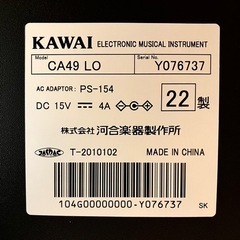 KAWAI ELECTRONIC MUSICAL INSTRUMENT
Model Serial No.
CA49 LO Y076737
AC ADAPTOR: PS-154
DC 15V ⎓ 4A
22 製
株式会社 河合楽器製作所
T-2010102 MADE IN CHINA
104G00000000-Y076737
SK